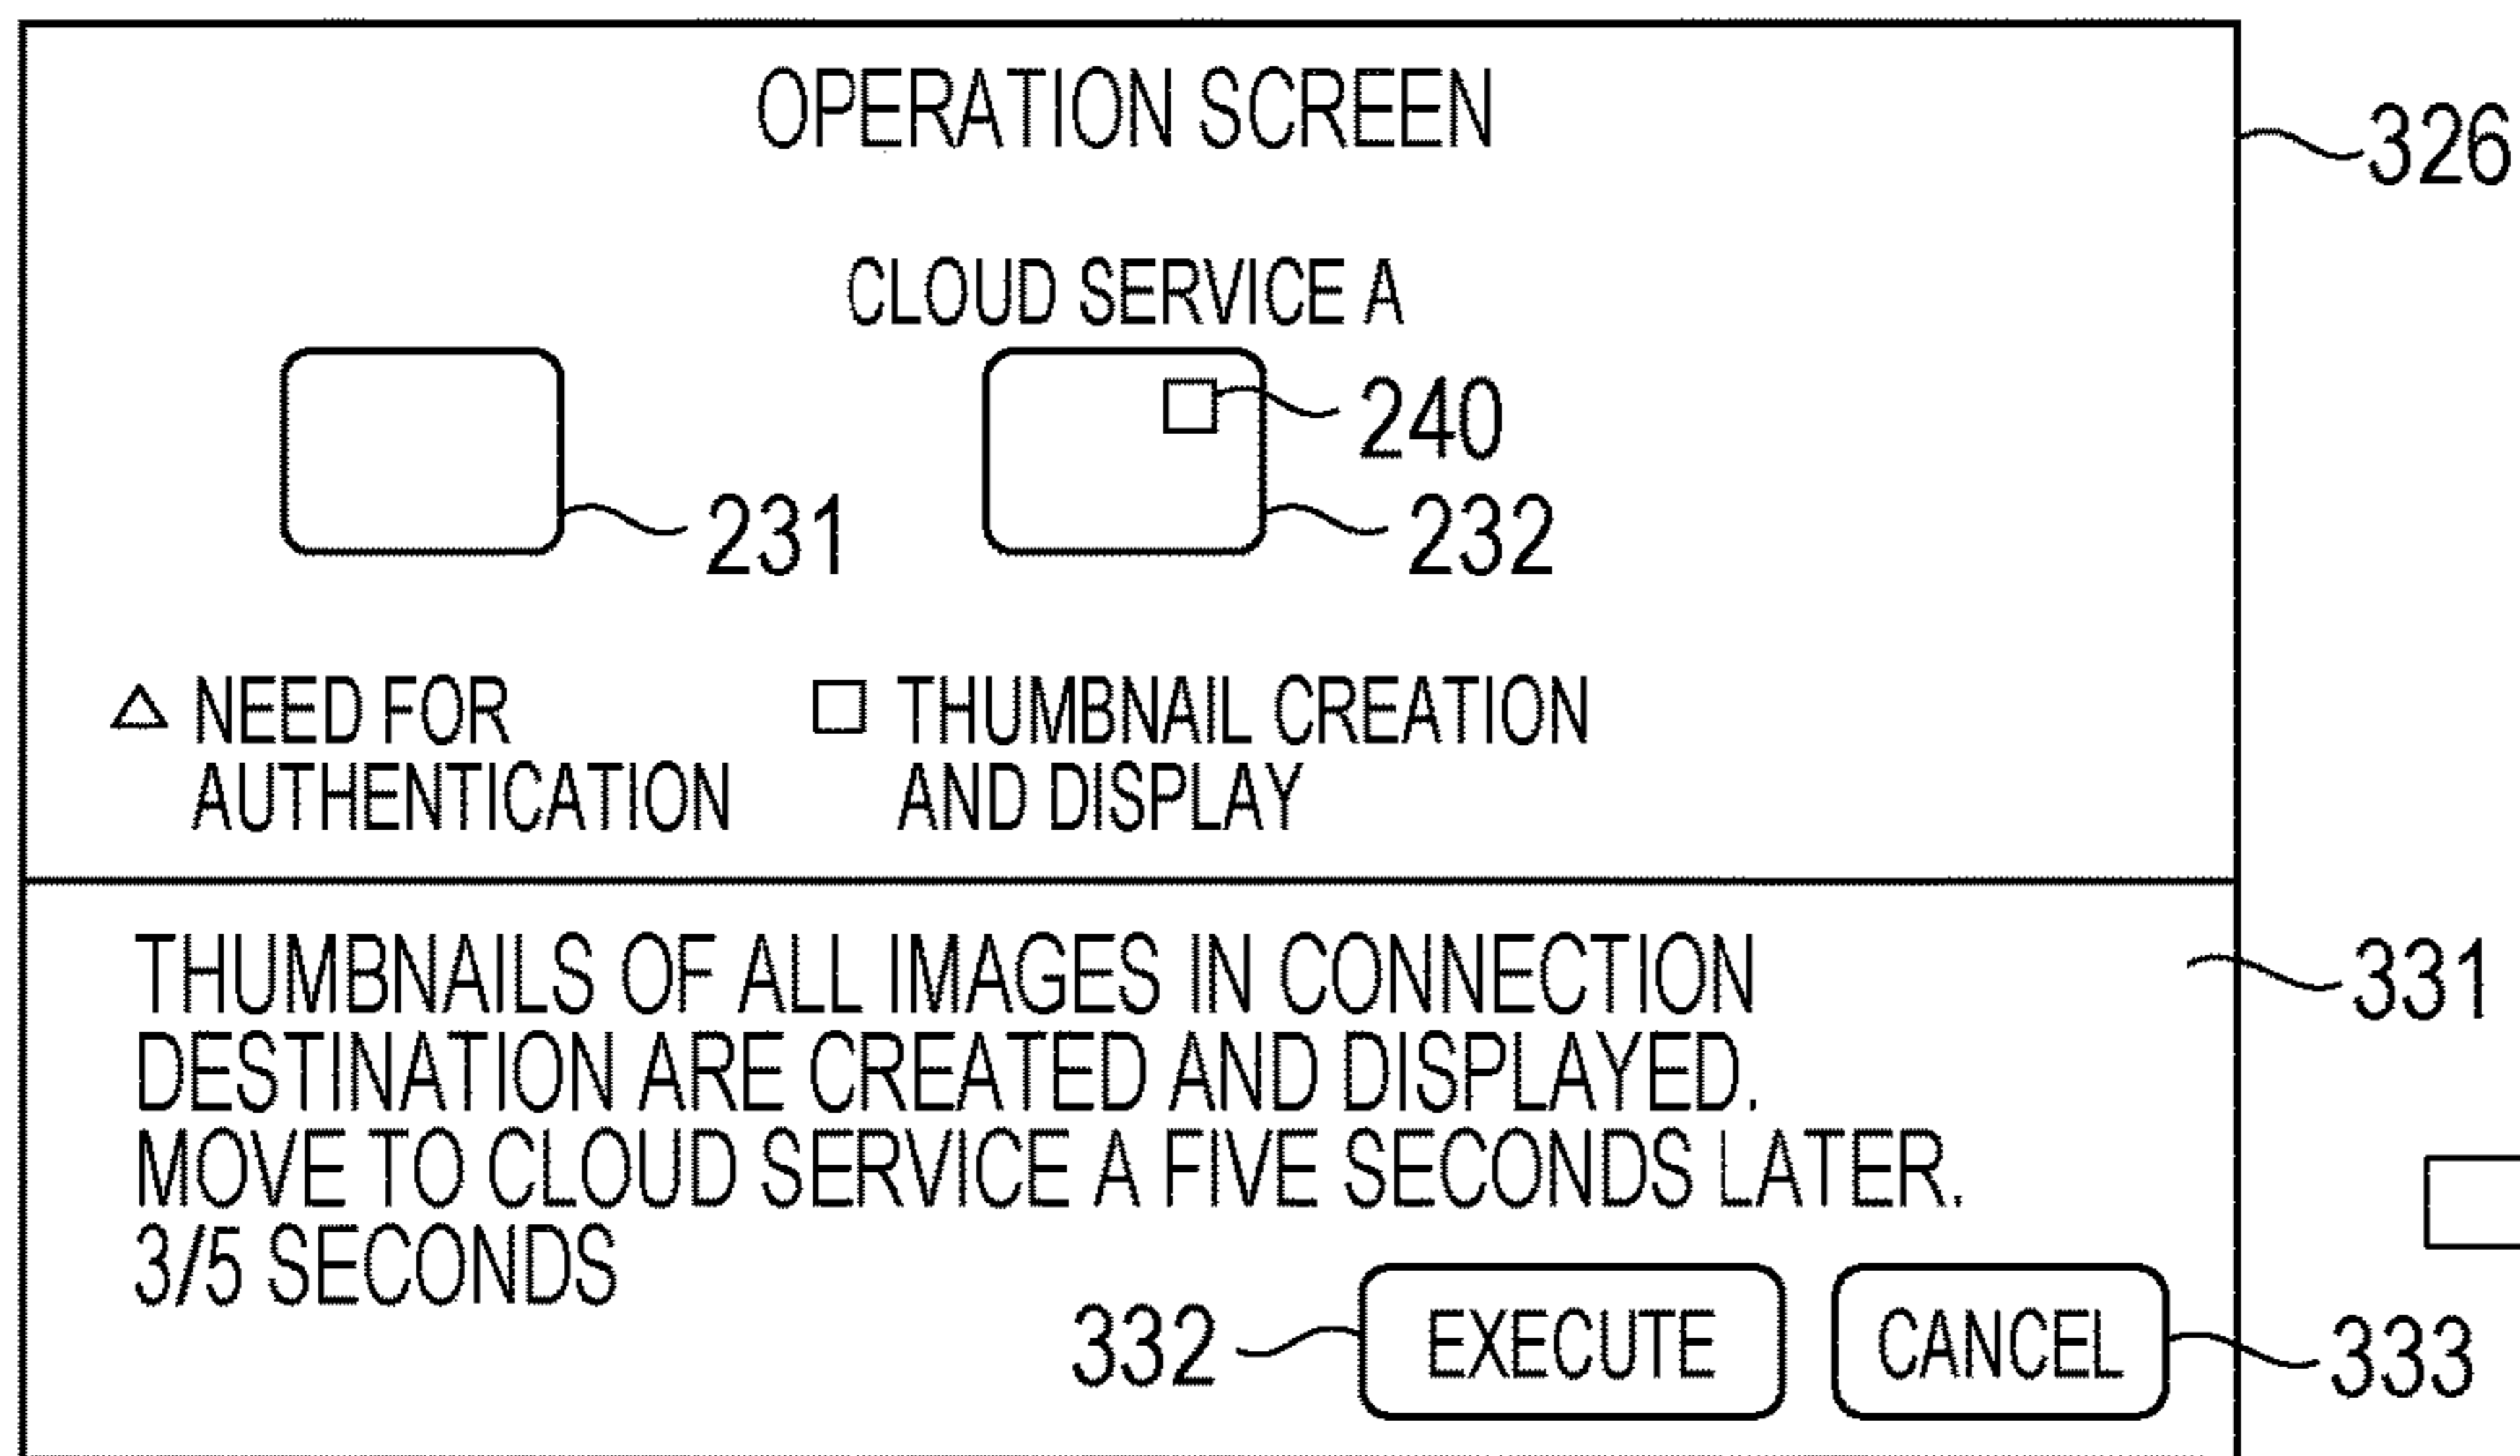 OPERATION SCREEN
326
CLOUD SERVICE A
240
231
232
NEED FOR
AUTHENTICATION
THUMBNAIL CREATION
AND DISPLAY
THUMBNAILS OF ALL IMAGES IN CONNECTION
331
DESTINATION ARE CREATED AND DISPLAYED.
MOVE TO CLOUD SERVICE A FIVE SECONDS LATER.
3/5 SECONDS
332
EXECUTE
CANCEL
333